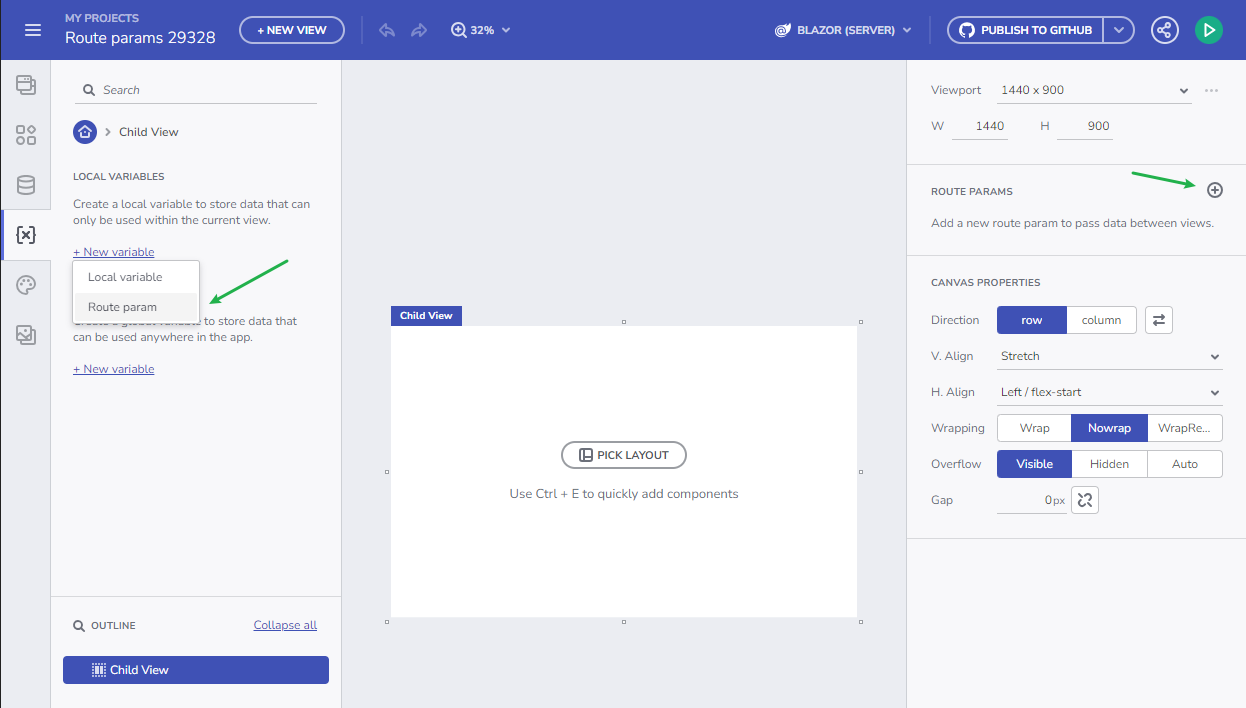 MY PROJECTS
Route params 29328
+ NEW VIEW
32%
BLAZOR (SERVER)
PUBLISH TO GITHUB
Search
Child View
LOCAL VARIABLES
Create a local variable to store data that can
only be used within the current view.
+ New variable
Local variable
Route param
to store data that
can be used anywhere in the app.
+ New variable
OUTLINE
Collapse all
Child View
Child View
PICK LAYOUT
Use Ctrl + E to quickly add components
Viewport 1440 x 900
W 1440 H 900
ROUTE PARAMS
Add a new route param to pass data between views.
CANVAS PROPERTIES
Direction row column
V. Align Stretch
H. Align Left / flex-start
Wrapping Wrap Nowrap WrapRe...
Overflow Visible Hidden Auto
Gap 0px